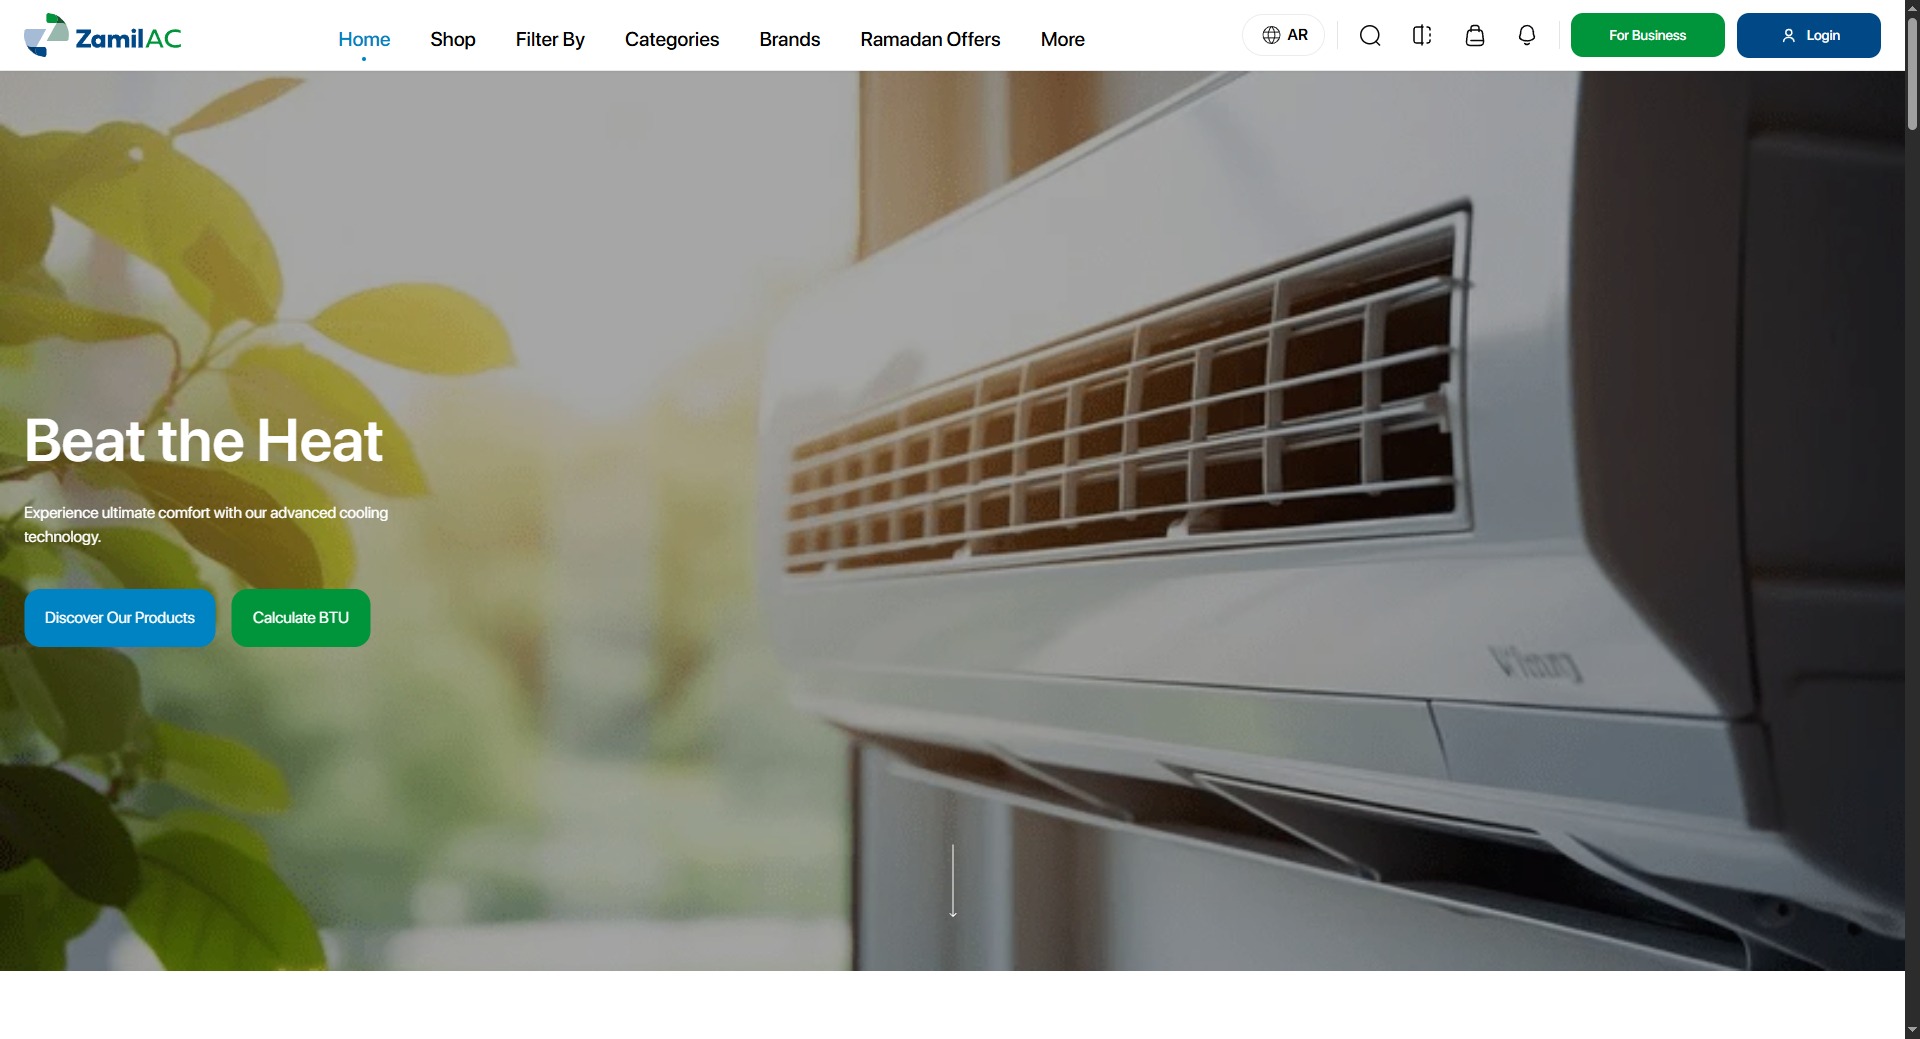 ZamilAC
Home
Shop
Filter By
Categories
Brands
Ramadan Offers
More
AR
For Business
Login
Beat the Heat
Experience ultimate comfort with our advanced cooling
technology.
Discover Our Products
Calculate BTU